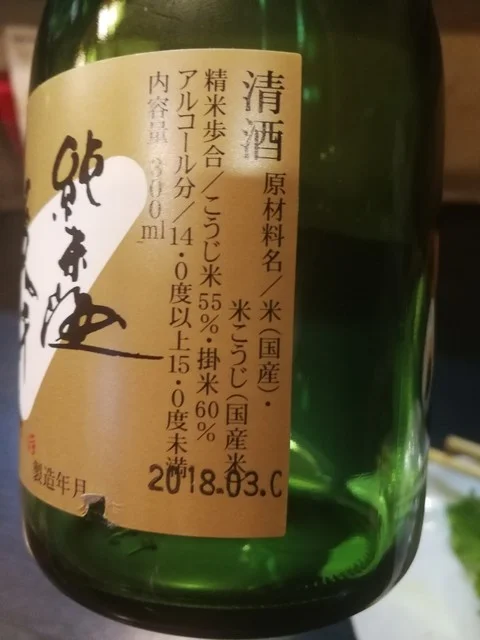 清酒
原材料名／米（国産）・
米こうじ（国産米
精米歩合／こうじ米55％・掛米60％
アルコール分／14・0度以上15・0度未満
内容量 300ml
純米酒
製造年月
2018.03.C